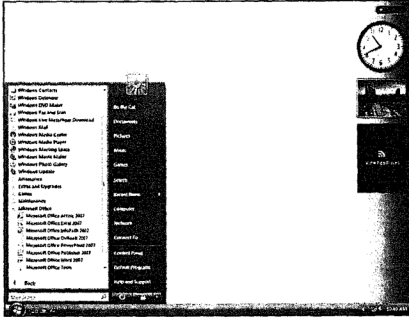 Windows Contacts
Windows Defender
Windows DVD Maker
Windows Fax and Scan
Windows Live Messenger Download
Windows Mail
Windows Media Center
Windows Media Player
Windows Meeting Space
Windows Movie Maker
Windows Photo Gallery
Windows Update
Accessories
Extras and Upgrades
Games
Maintenance
Microsoft Office
Microsoft Office Access 2007
Microsoft Office Excel 2007
Microsoft Office InfoPath 2007
Microsoft Office Outlook 2007
Microsoft Office PowerPoint 2007
Microsoft Office Publisher 2007
Microsoft Office Word 2007
Microsoft Office Tools
Back
Documents
Pictures
Music
Games
Search
Recent Items
Computer
Network
Connect To
Control Panel
Default Programs
Help and Support